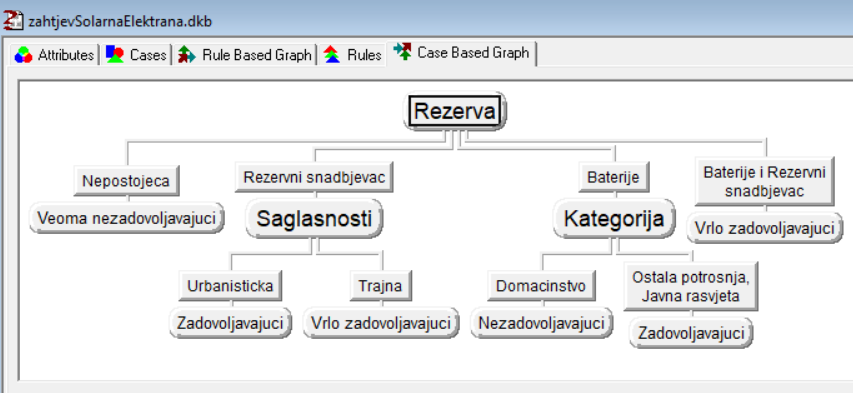 zahtjevSolarnaElektrana.dkb
Attributes Cases Rule Based Graph Rules Case Based Graph
Rezerva
Nepostojeca
Rezervni snadbjevac
Baterije
Baterije i Rezervni
snadbjevac
Veoma nezadovoljavajuci
Saglasnosti
Kategorija
Vrlo zadovoljavajuci
Urbanisticka
Trajna
Domacinstvo
Ostala potrosnja,
Javna rasvjeta
Zadovoljavajuci
Vrlo zadovoljavajuci
Nezadovoljavajuci
Zadovoljavajuci